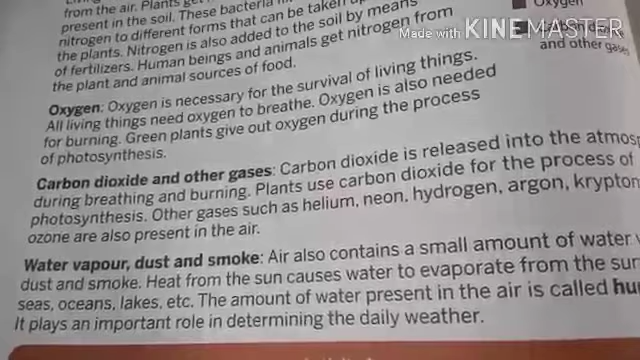 from the air. Plants get
present in the soil. These bacteria
nitrogen to different forms that can be taken
the plants. Nitrogen is also added to the soil by means
of fertilizers. Human beings and animals get nitrogen from
the plant and animal sources of food.
Oxygen
Made with KINEMASTER
and other gases
Oxygen: Oxygen is necessary for the survival of living things.
All living things need oxygen to breathe. Oxygen is also needed
for burning. Green plants give out oxygen during the process
of photosynthesis.
Carbon dioxide and other gases: Carbon dioxide is released into the atmos
during breathing and burning. Plants use carbon dioxide for the process of
photosynthesis. Other gases such as helium, neon, hydrogen, argon, krypton
ozone are also present in the air.
Water vapour, dust and smoke: Air also contains a small amount of water
dust and smoke. Heat from the sun causes water to evaporate from the sur
seas, oceans, lakes, etc. The amount of water present in the air is called hu
It plays an important role in determining the daily weather.